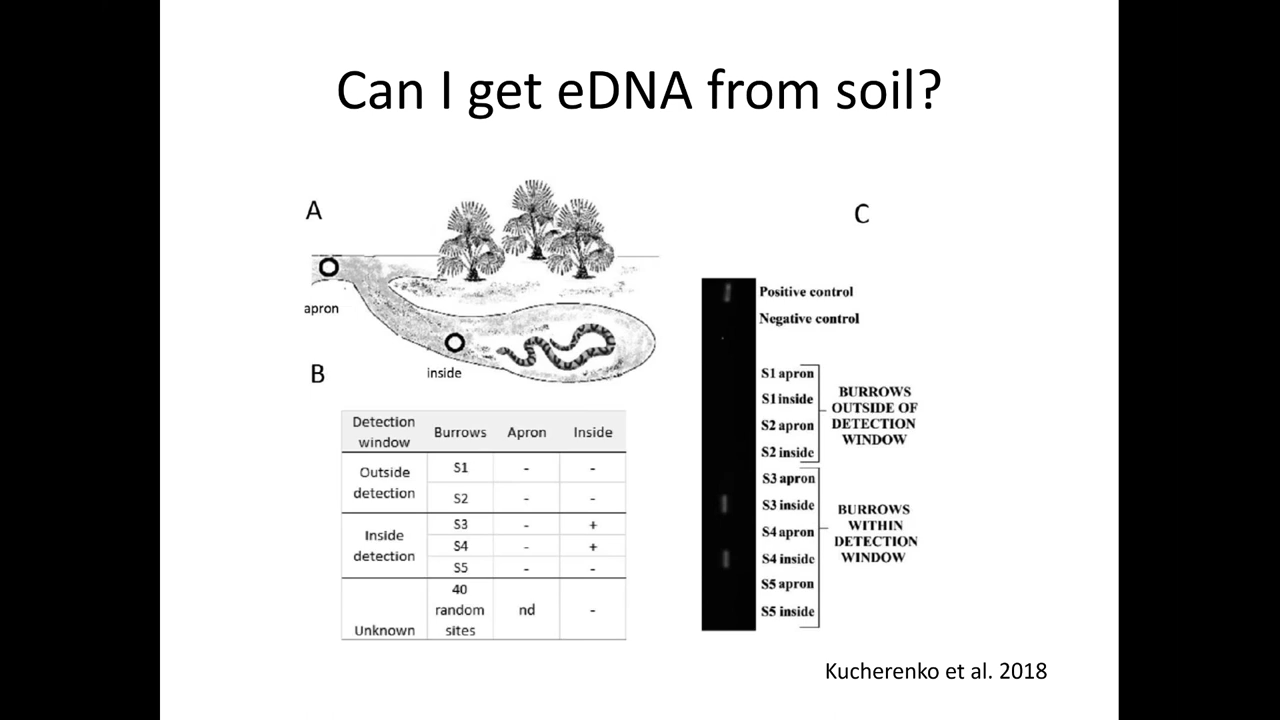 Can I get eDNA from soil?
A
apron
inside
B
Detection window Burrows Apron Inside
Outside detection S1 - -
S2 - -
Inside detection S3 - +
S4 - +
S5 - -
Unknown 40 random sites nd -
C
Positive control
Negative control
S1 apron
S1 inside
S2 apron
S2 inside
BURROWS
OUTSIDE OF
DETECTION
WINDOW
S3 apron
S3 inside
S4 apron
S4 inside
S5 apron
S5 inside
BURROWS
WITHIN
DETECTION
WINDOW
Kucherenko et al. 2018